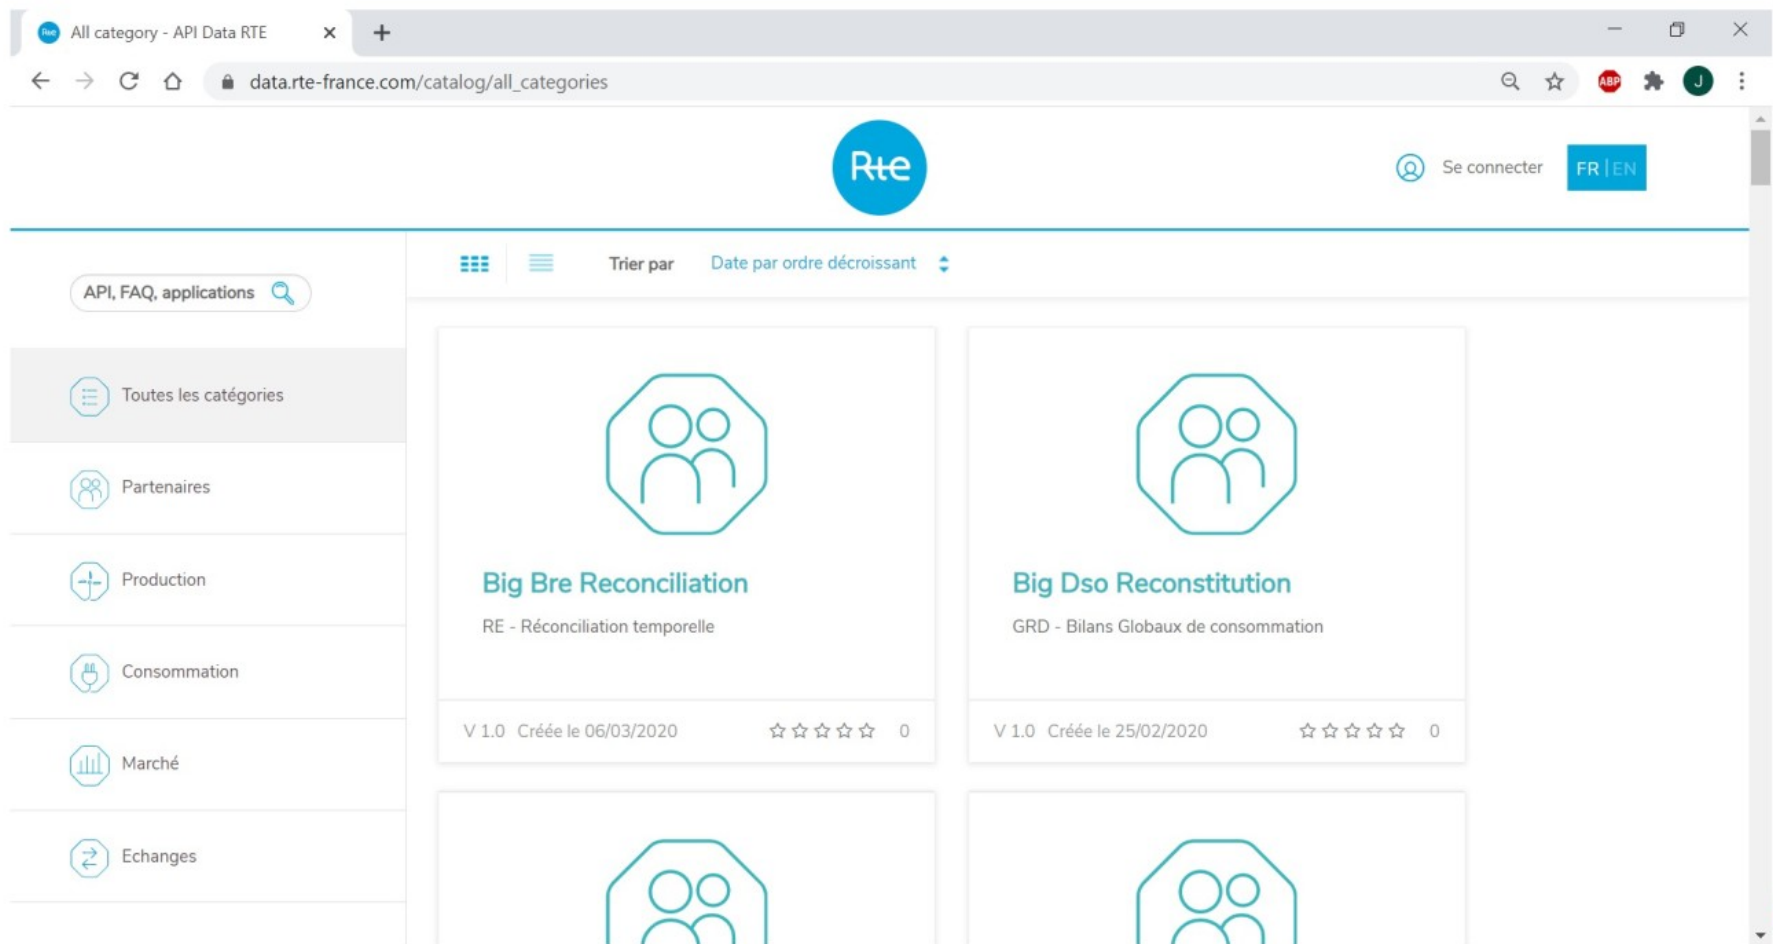 Rte All category - API Data RTE
data.rte-france.com/catalog/all_categories
ABP
J
Rte
Se connecter
FR | EN
API, FAQ, applications
Trier par Date par ordre décroissant
Toutes les catégories
Partenaires
Production
Consommation
Marché
Echanges
Big Bre Reconciliation
RE - Réconciliation temporelle
V 1.0 Créée le 06/03/2020 0
Big Dso Reconstitution
GRD - Bilans Globaux de consommation
V 1.0 Créée le 25/02/2020 0